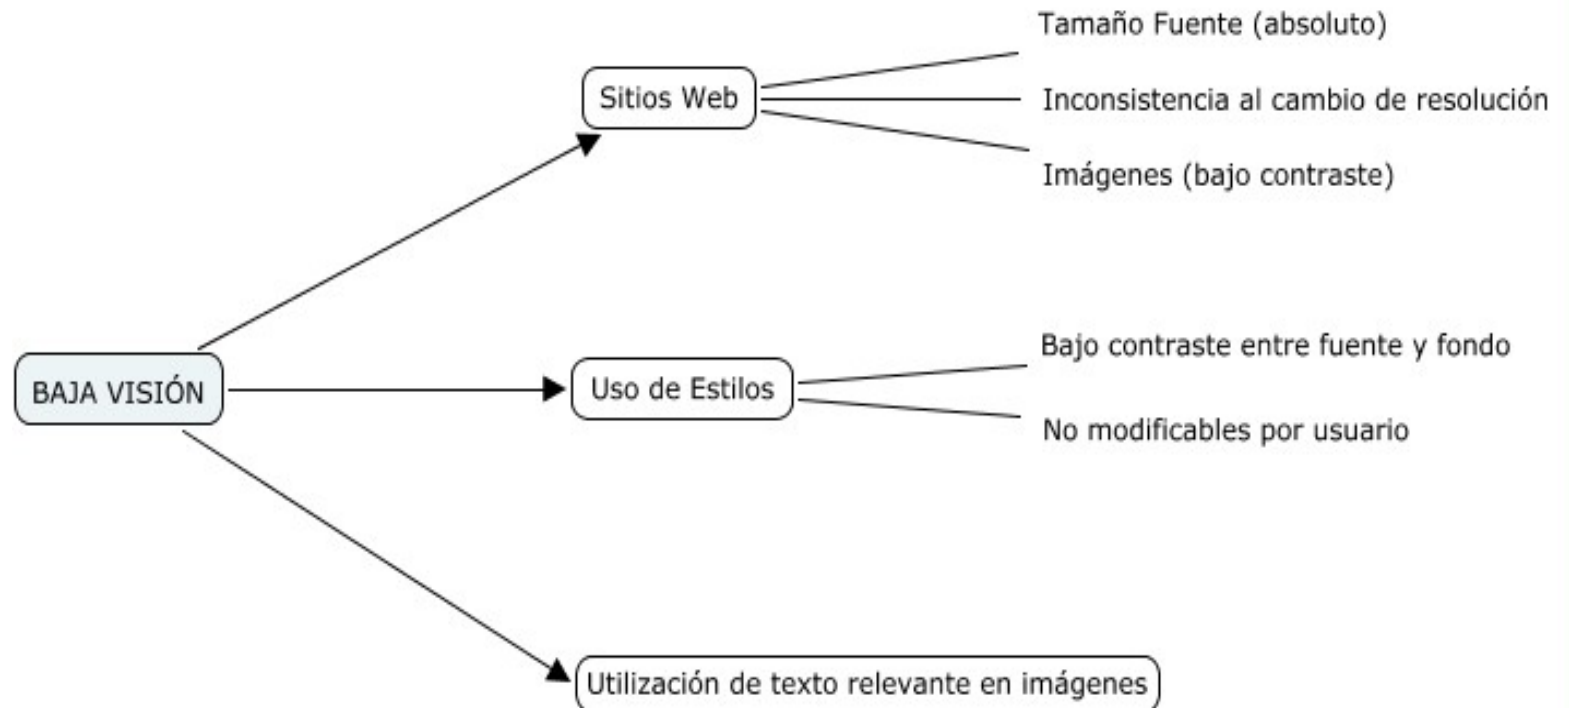 Tamaño Fuente (absoluto)
Sitios Web
Inconsistencia al cambio de resolución
Imágenes (bajo contraste)
BAJA VISIÓN
Uso de Estilos
Bajo contraste entre fuente y fondo
No modificables por usuario
Utilización de texto relevante en imágenes